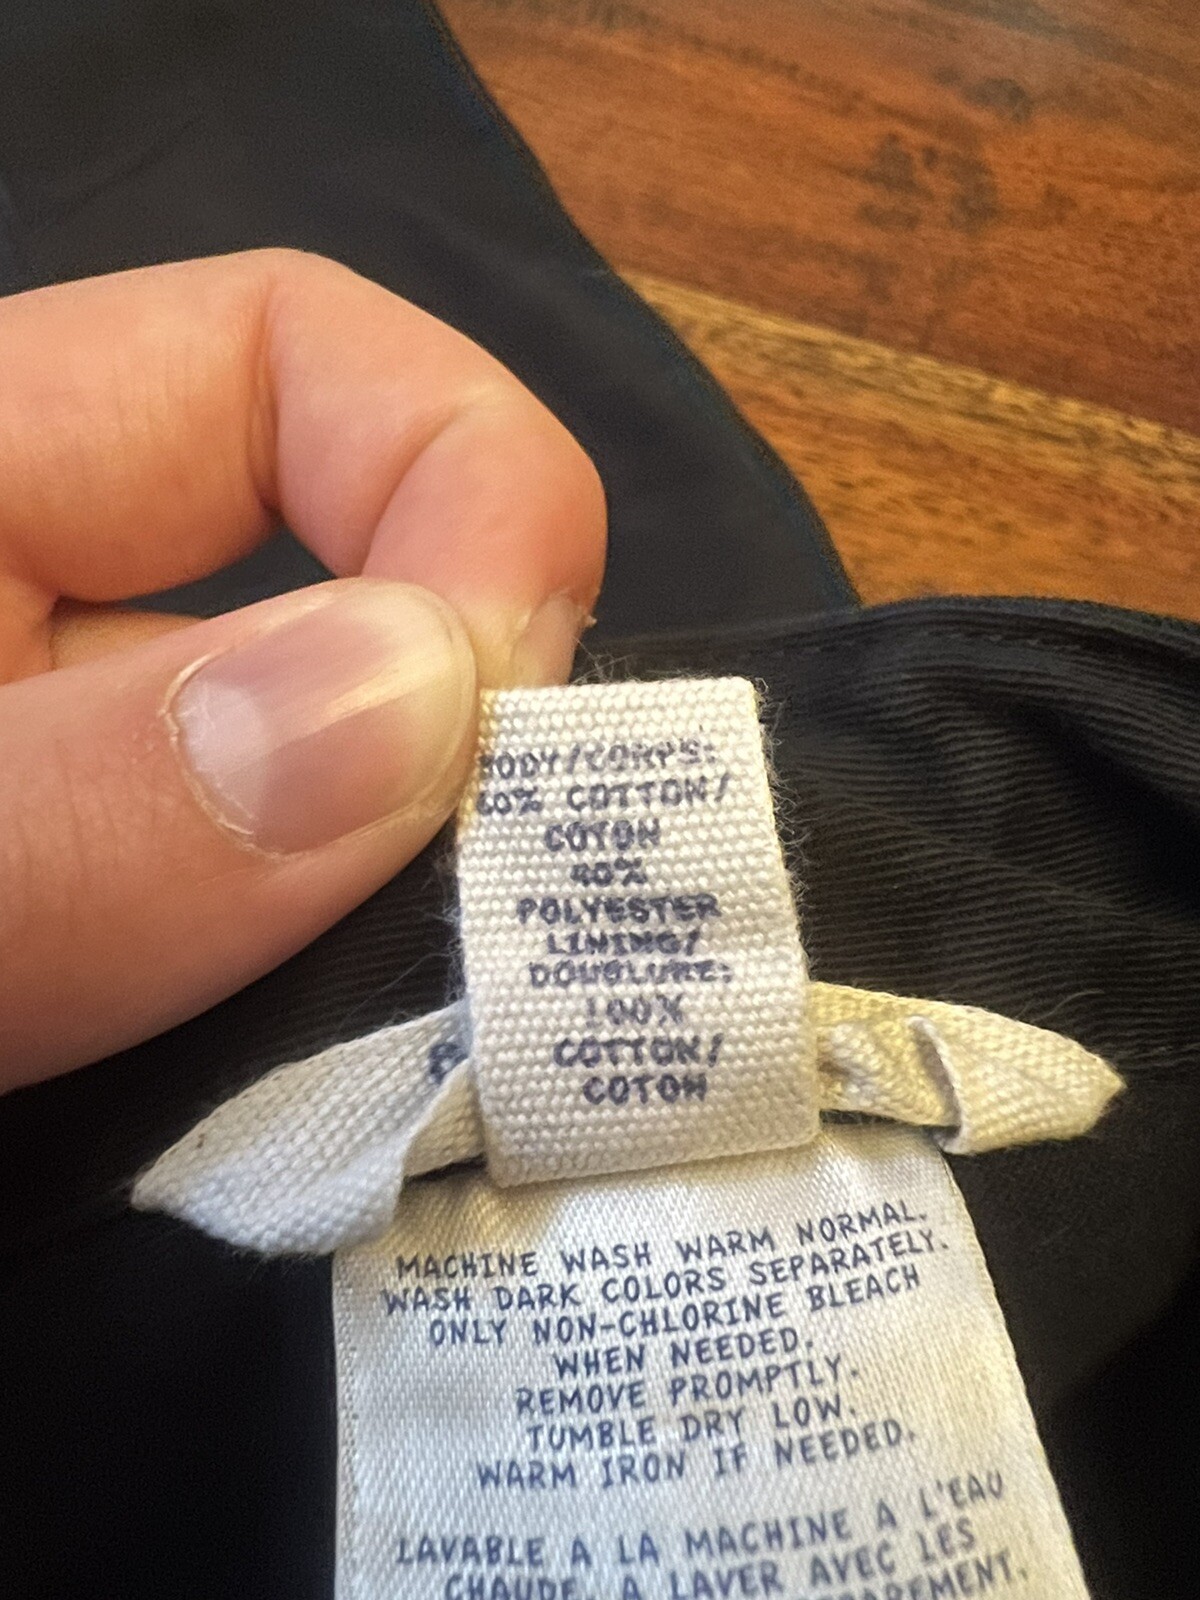 BODY/CORPS:
60% COTTON/
COTON
40%
POLYESTER
LINING/
DOUBLURE:
100%
COTTON/
COTON
MACHINE WASH WARM NORMAL.
WASH DARK COLORS SEPARATELY.
ONLY NON-CHLORINE BLEACH
WHEN NEEDED.
REMOVE PROMPTLY.
TUMBLE DRY LOW.
WARM IRON IF NEEDED.
LAVABLE A LA MACHINE A L'EAU
CHAUDE. A LAVER AVEC LES